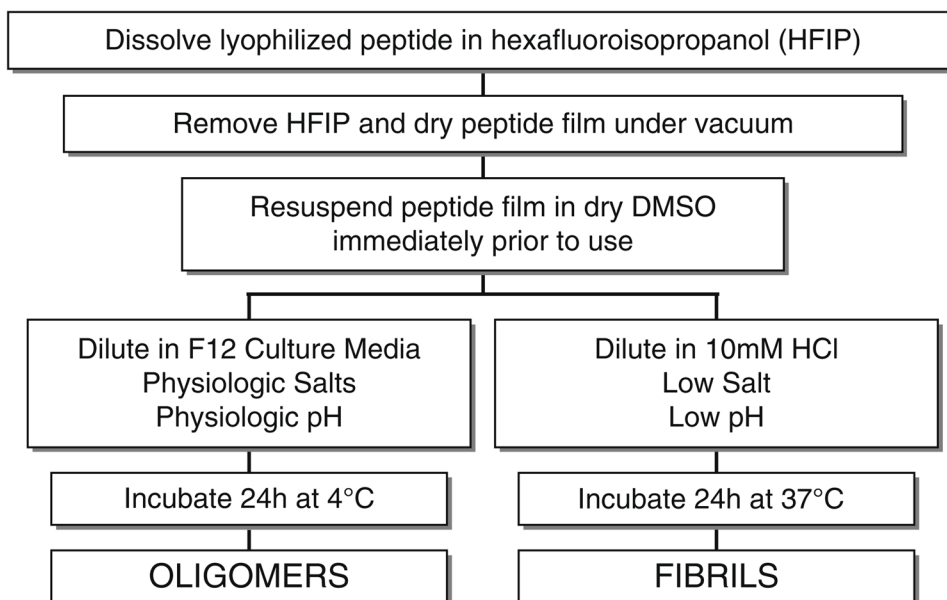 Dissolve lyophilized peptide in hexafluoroisopropanol (HFIP)
Remove HFIP and dry peptide film under vacuum
Resuspend peptide film in dry DMSO
immediately prior to use
Dilute in F12 Culture Media
Physiologic Salts
Physiologic pH
Incubate 24h at 4°C
OLIGOMERS
Dilute in 10mM HCl
Low Salt
Low pH
Incubate 24h at 37°C
FIBRILS